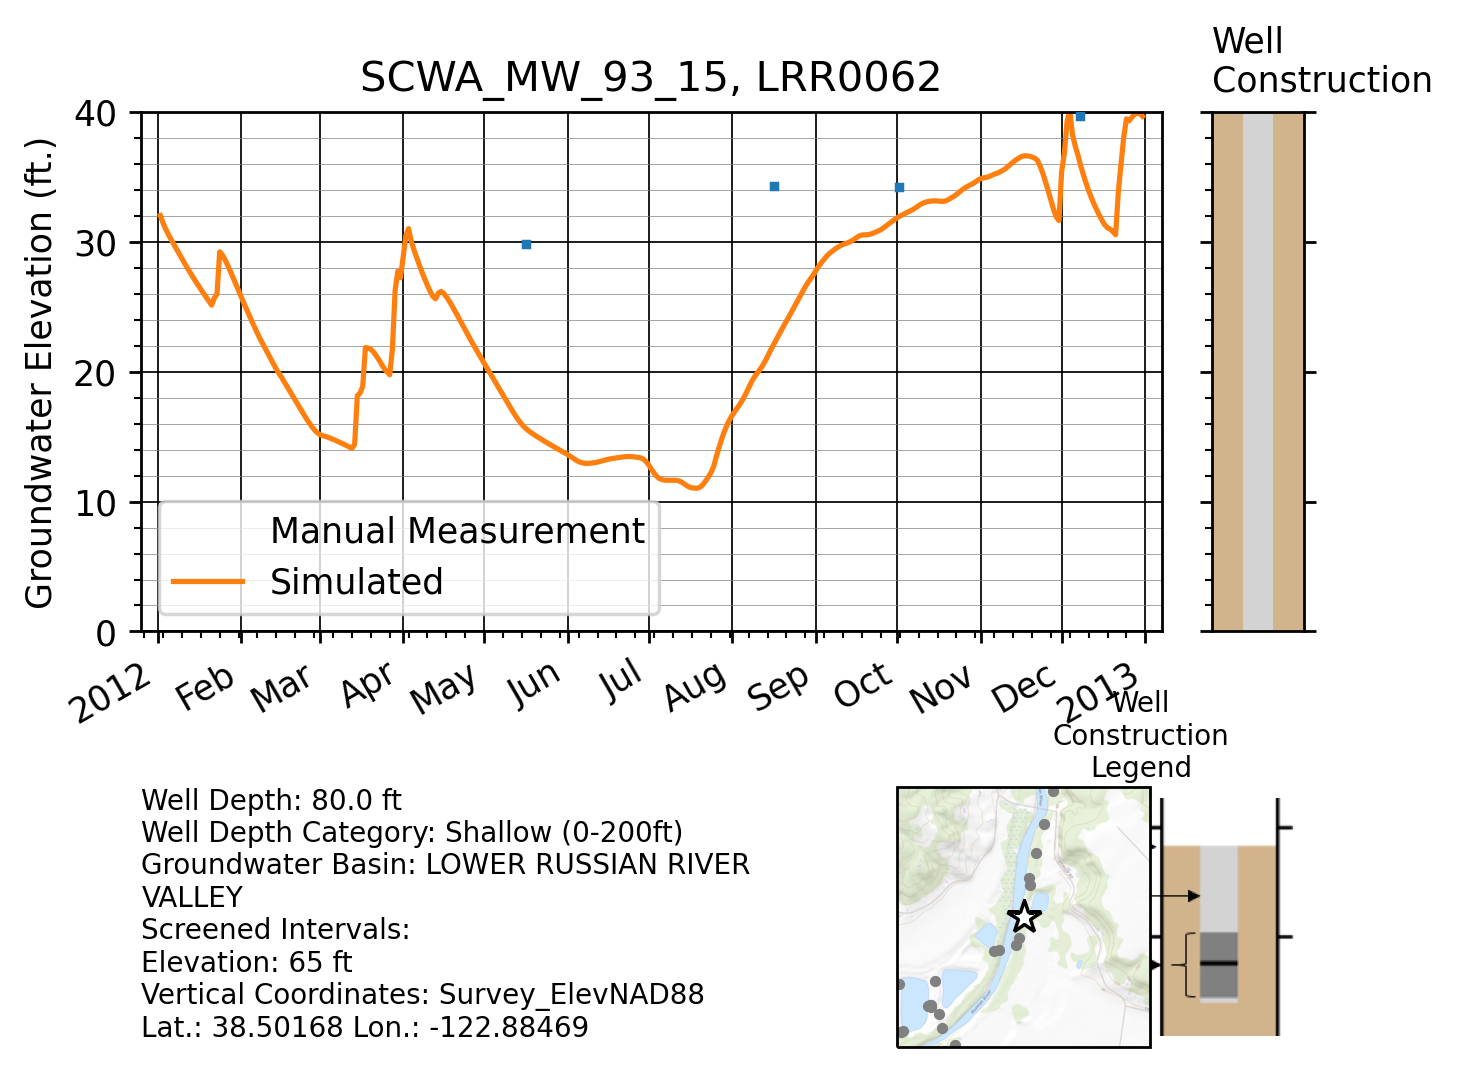 Well
Construction
SCWA_MW_93_15, LRR0062
Groundwater Elevation (ft.)
40
30
20
10
0
Manual Measurement
Simulated
2012 Feb Mar Apr May Jun Jul Aug Sep Oct Nov Dec 2013
Well
Construction
Legend
Well Depth: 80.0 ft
Well Depth Category: Shallow (0-200ft)
Groundwater Basin: LOWER RUSSIAN RIVER
VALLEY
Screened Intervals:
Elevation: 65 ft
Vertical Coordinates: Survey_ElevNAD88
Lat.: 38.50168 Lon.: -122.88469